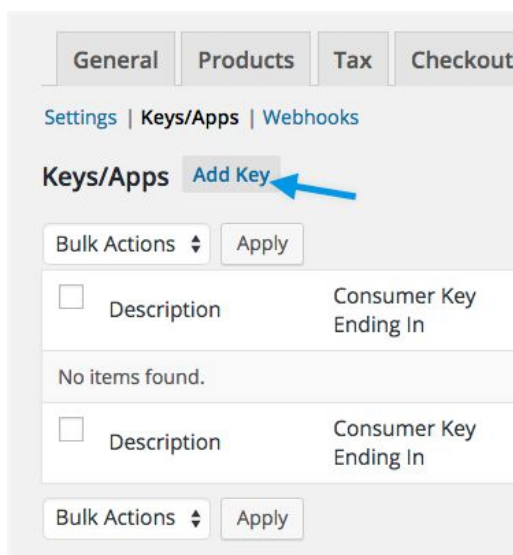 General Products Tax Checkout
Settings | Keys/Apps | Webhooks
Keys/Apps Add Key
Bulk Actions Apply
Description Consumer Key
Ending In
No items found.
Description Consumer Key
Ending In
Bulk Actions Apply